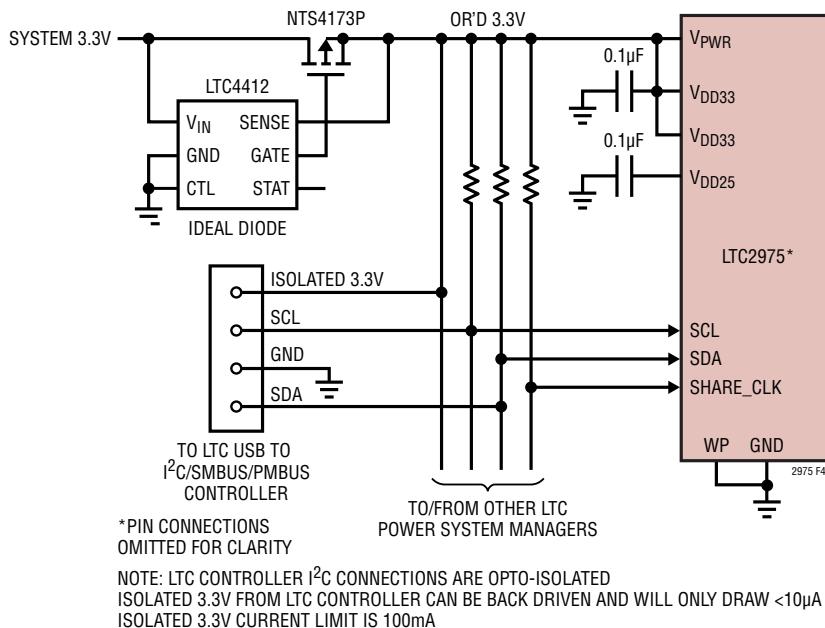 NTS4173P
SYSTEM 3.3V
OR'D 3.3V
LTC4412
V_IN
SENSE
GND
GATE
CTL
STAT
IDEAL DIODE
0.1µF
0.1µF
V_PWR
V_DD33
V_DD33
V_DD25
LTC2975*
SCL
SDA
SHARE_CLK
WP
GND
2975 F4
ISOLATED 3.3V
SCL
GND
SDA
TO LTC USB TO
I²C/SMBUS/PMBUS
CONTROLLER
TO/FROM OTHER LTC
POWER SYSTEM MANAGERS
*PIN CONNECTIONS
OMITTED FOR CLARITY
NOTE: LTC CONTROLLER I²C CONNECTIONS ARE OPTO-ISOLATED
ISOLATED 3.3V FROM LTC CONTROLLER CAN BE BACK DRIVEN AND WILL ONLY DRAW <10µA
ISOLATED 3.3V CURRENT LIMIT IS 100mA